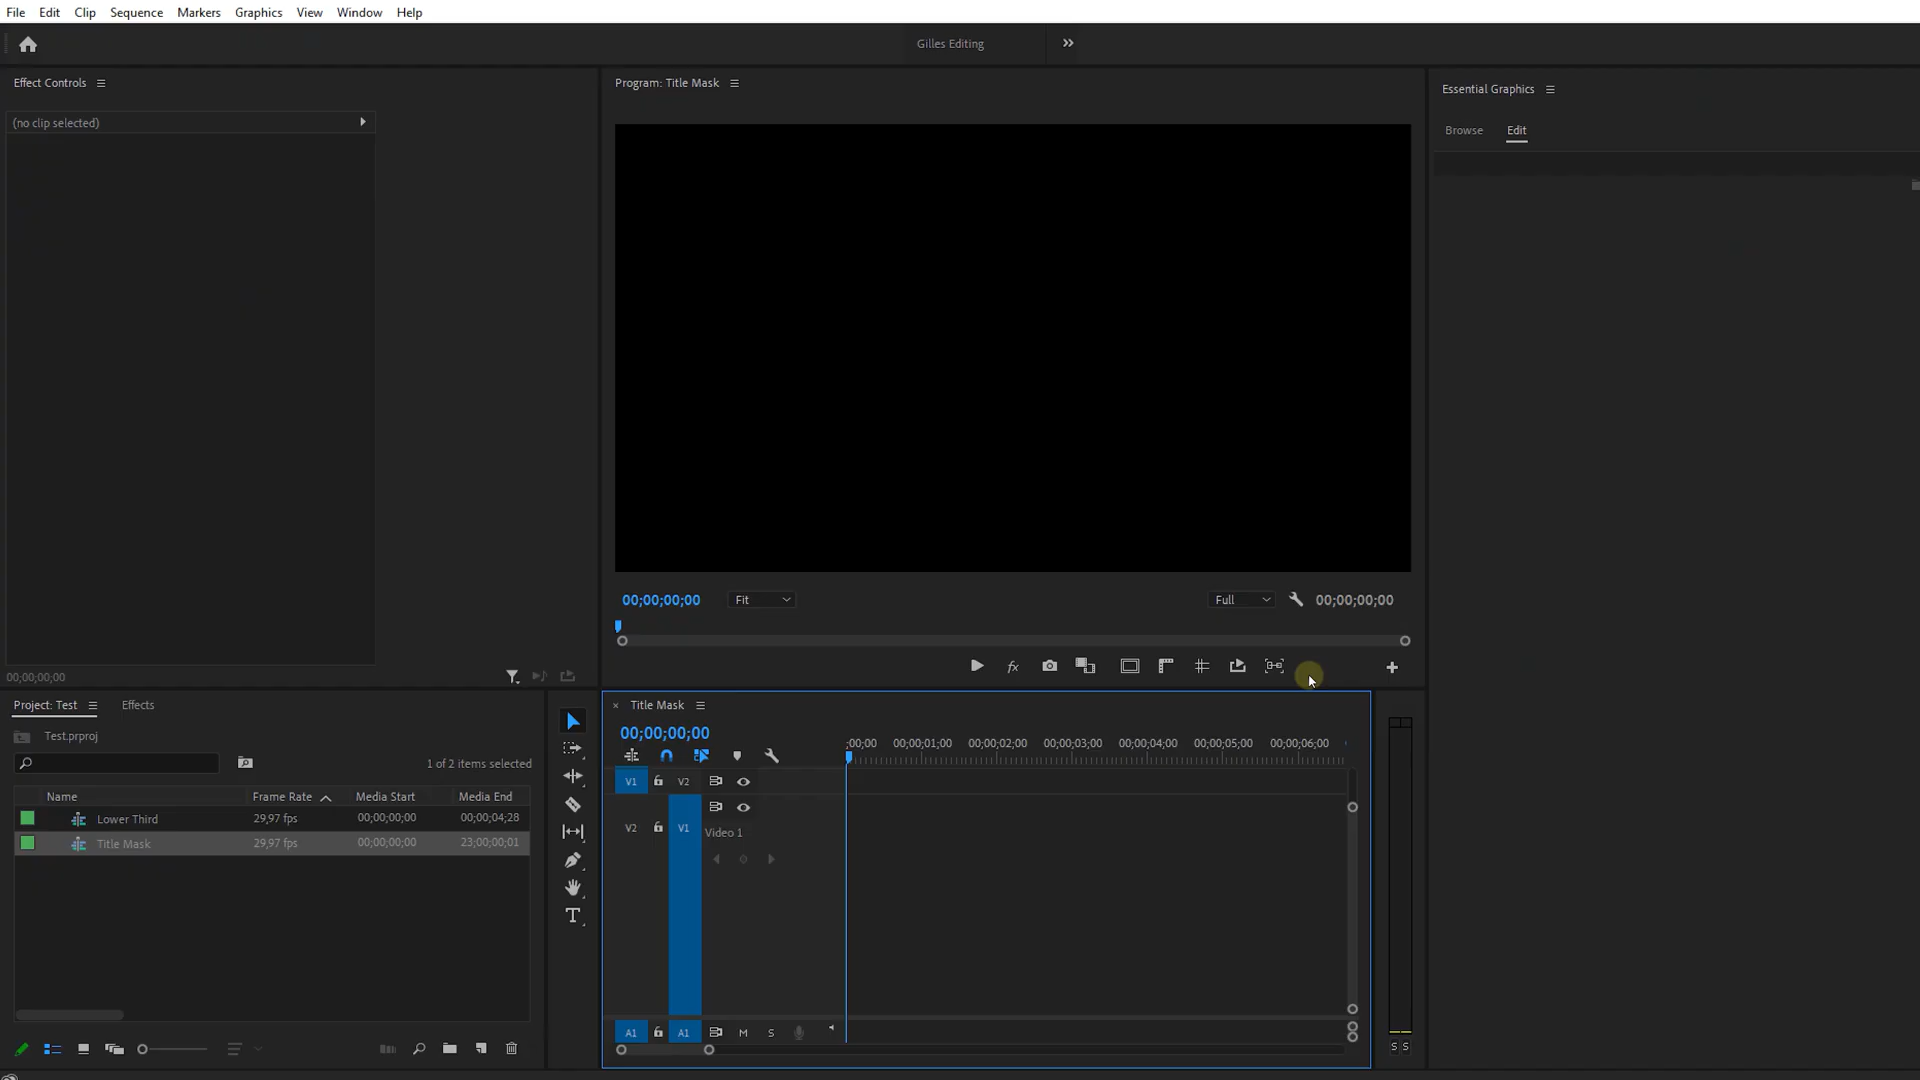 File Edit Clip Sequence Markers Graphics View Window Help
Gilles Editing
Effect Controls
(no clip selected)
00;00;00;00
Program: Title Mask
00;00;00;00 Fit Full 00;00;00;00
Essential Graphics
Browse Edit
Project: Test Effects
Test.prproj
1 of 2 items selected
Name Frame Rate Media Start Media End
Lower Third 29,97 fps 00;00;00;00 00;00;04;28
Title Mask 29,97 fps 00;00;00;00 23;00;00;01
T
Title Mask
00;00;00;00
;00;00 00;00;01;00 00;00;02;00 00;00;03;00 00;00;04;00 00;00;05;00 00;00;06;00
V1 V2
V2 V1 Video 1
A1 A1 M S
S S